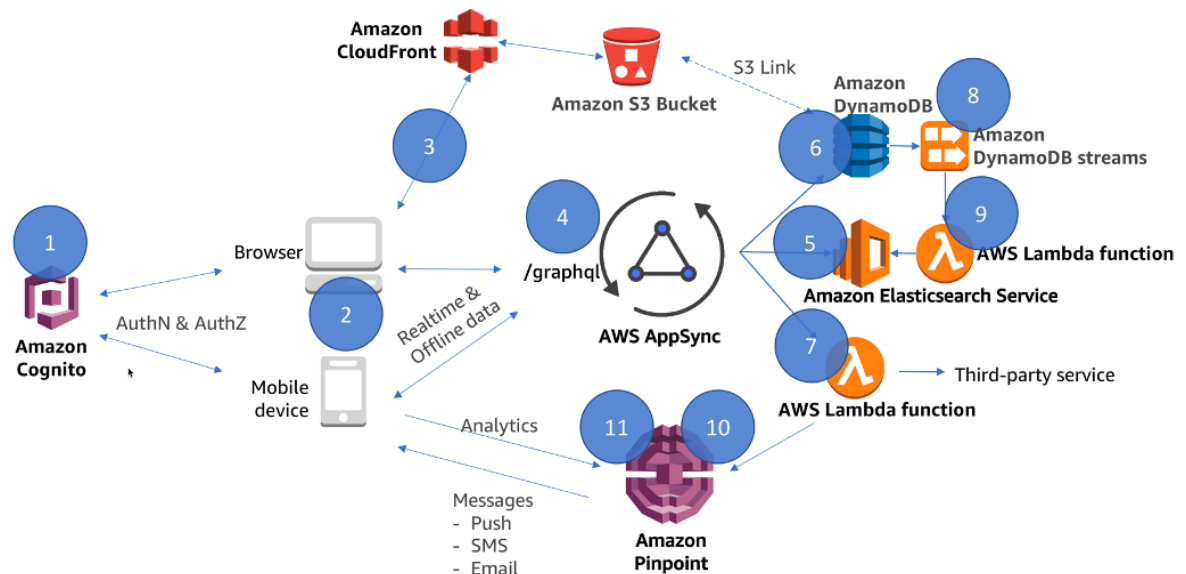 Amazon
CloudFront
S3 Link
Amazon S3 Bucket
Amazon
DynamoDB
8
Amazon
DynamoDB streams
3
6
1
4
9
Browser
/graphql
5
AWS Lambda function
Amazon Elasticsearch Service
AuthN & AuthZ
2
Realtime &
Offline data
AWS AppSync
Amazon
Cognito
7
Mobile
device
Third-party service
AWS Lambda function
Analytics
11
10
Messages
- Push
- SMS
- Email
Amazon
Pinpoint